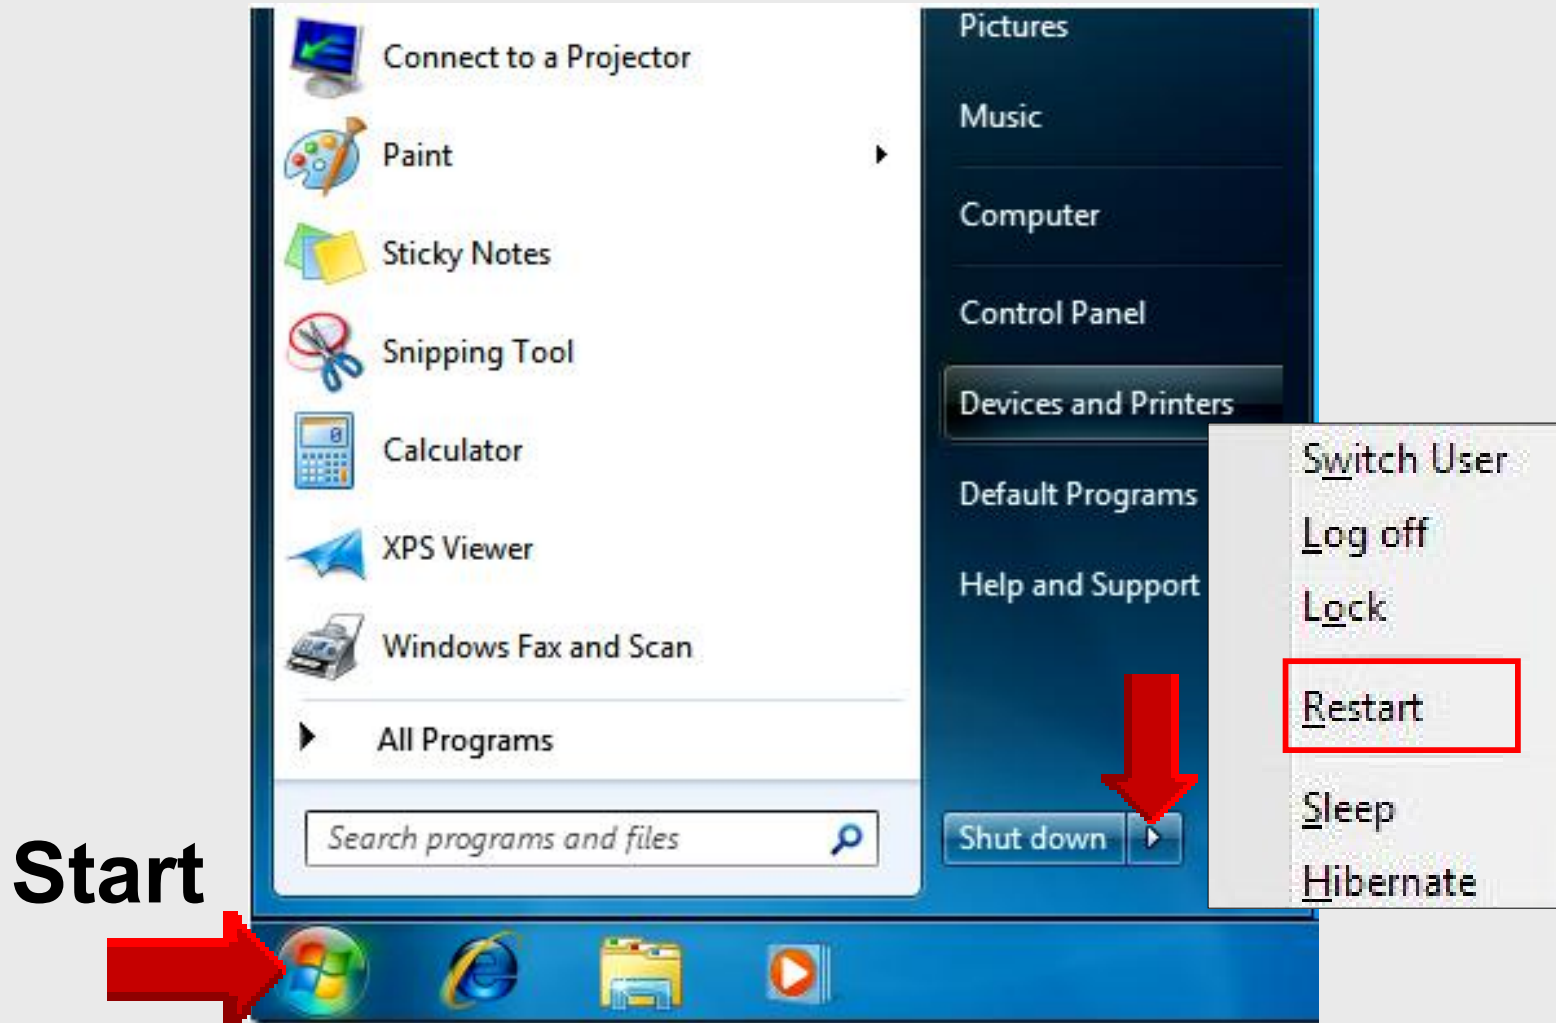 Connect to a Projector
Paint
Sticky Notes
Snipping Tool
0
Calculator
XPS Viewer
Windows Fax and Scan
All Programs
Search programs and files
Pictures
Music
Computer
Control Panel
Devices and Printers
Default Programs
Help and Support
Shut down
Switch User
Log off
Lock
Restart
Sleep
Hibernate
Start